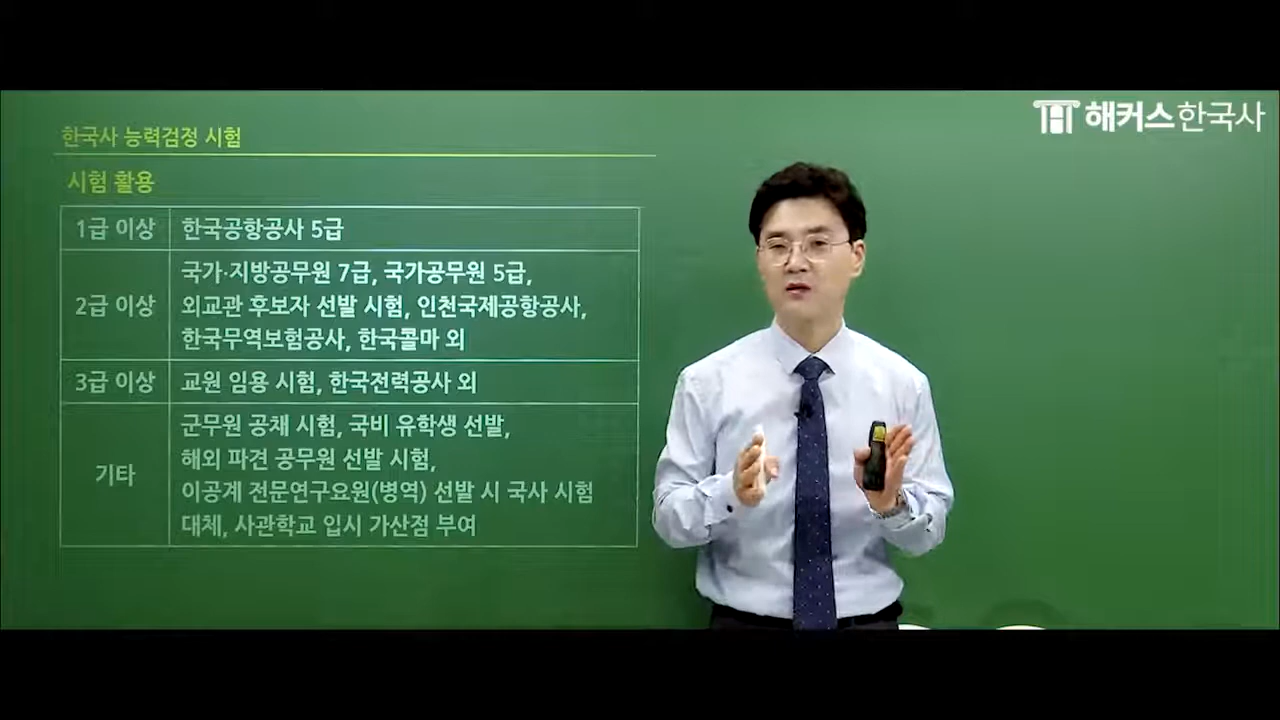 해커스한국사
한국사 능력검정 시험
시험 활용
1급 이상 한국공항공사 5급
국가·지방공무원 7급, 국가공무원 5급,
2급 이상 외교관 후보자 선발 시험, 인천국제공항공사,
한국무역보험공사, 한국콜마 외
3급 이상 교원 임용 시험, 한국전력공사 외
군무원 공채 시험, 국비 유학생 선발,
해외 파견 공무원 선발 시험,
기타
이공계 전문연구요원(병역) 선발 시 국사 시험
대체, 사관학교 입시 가산점 부여